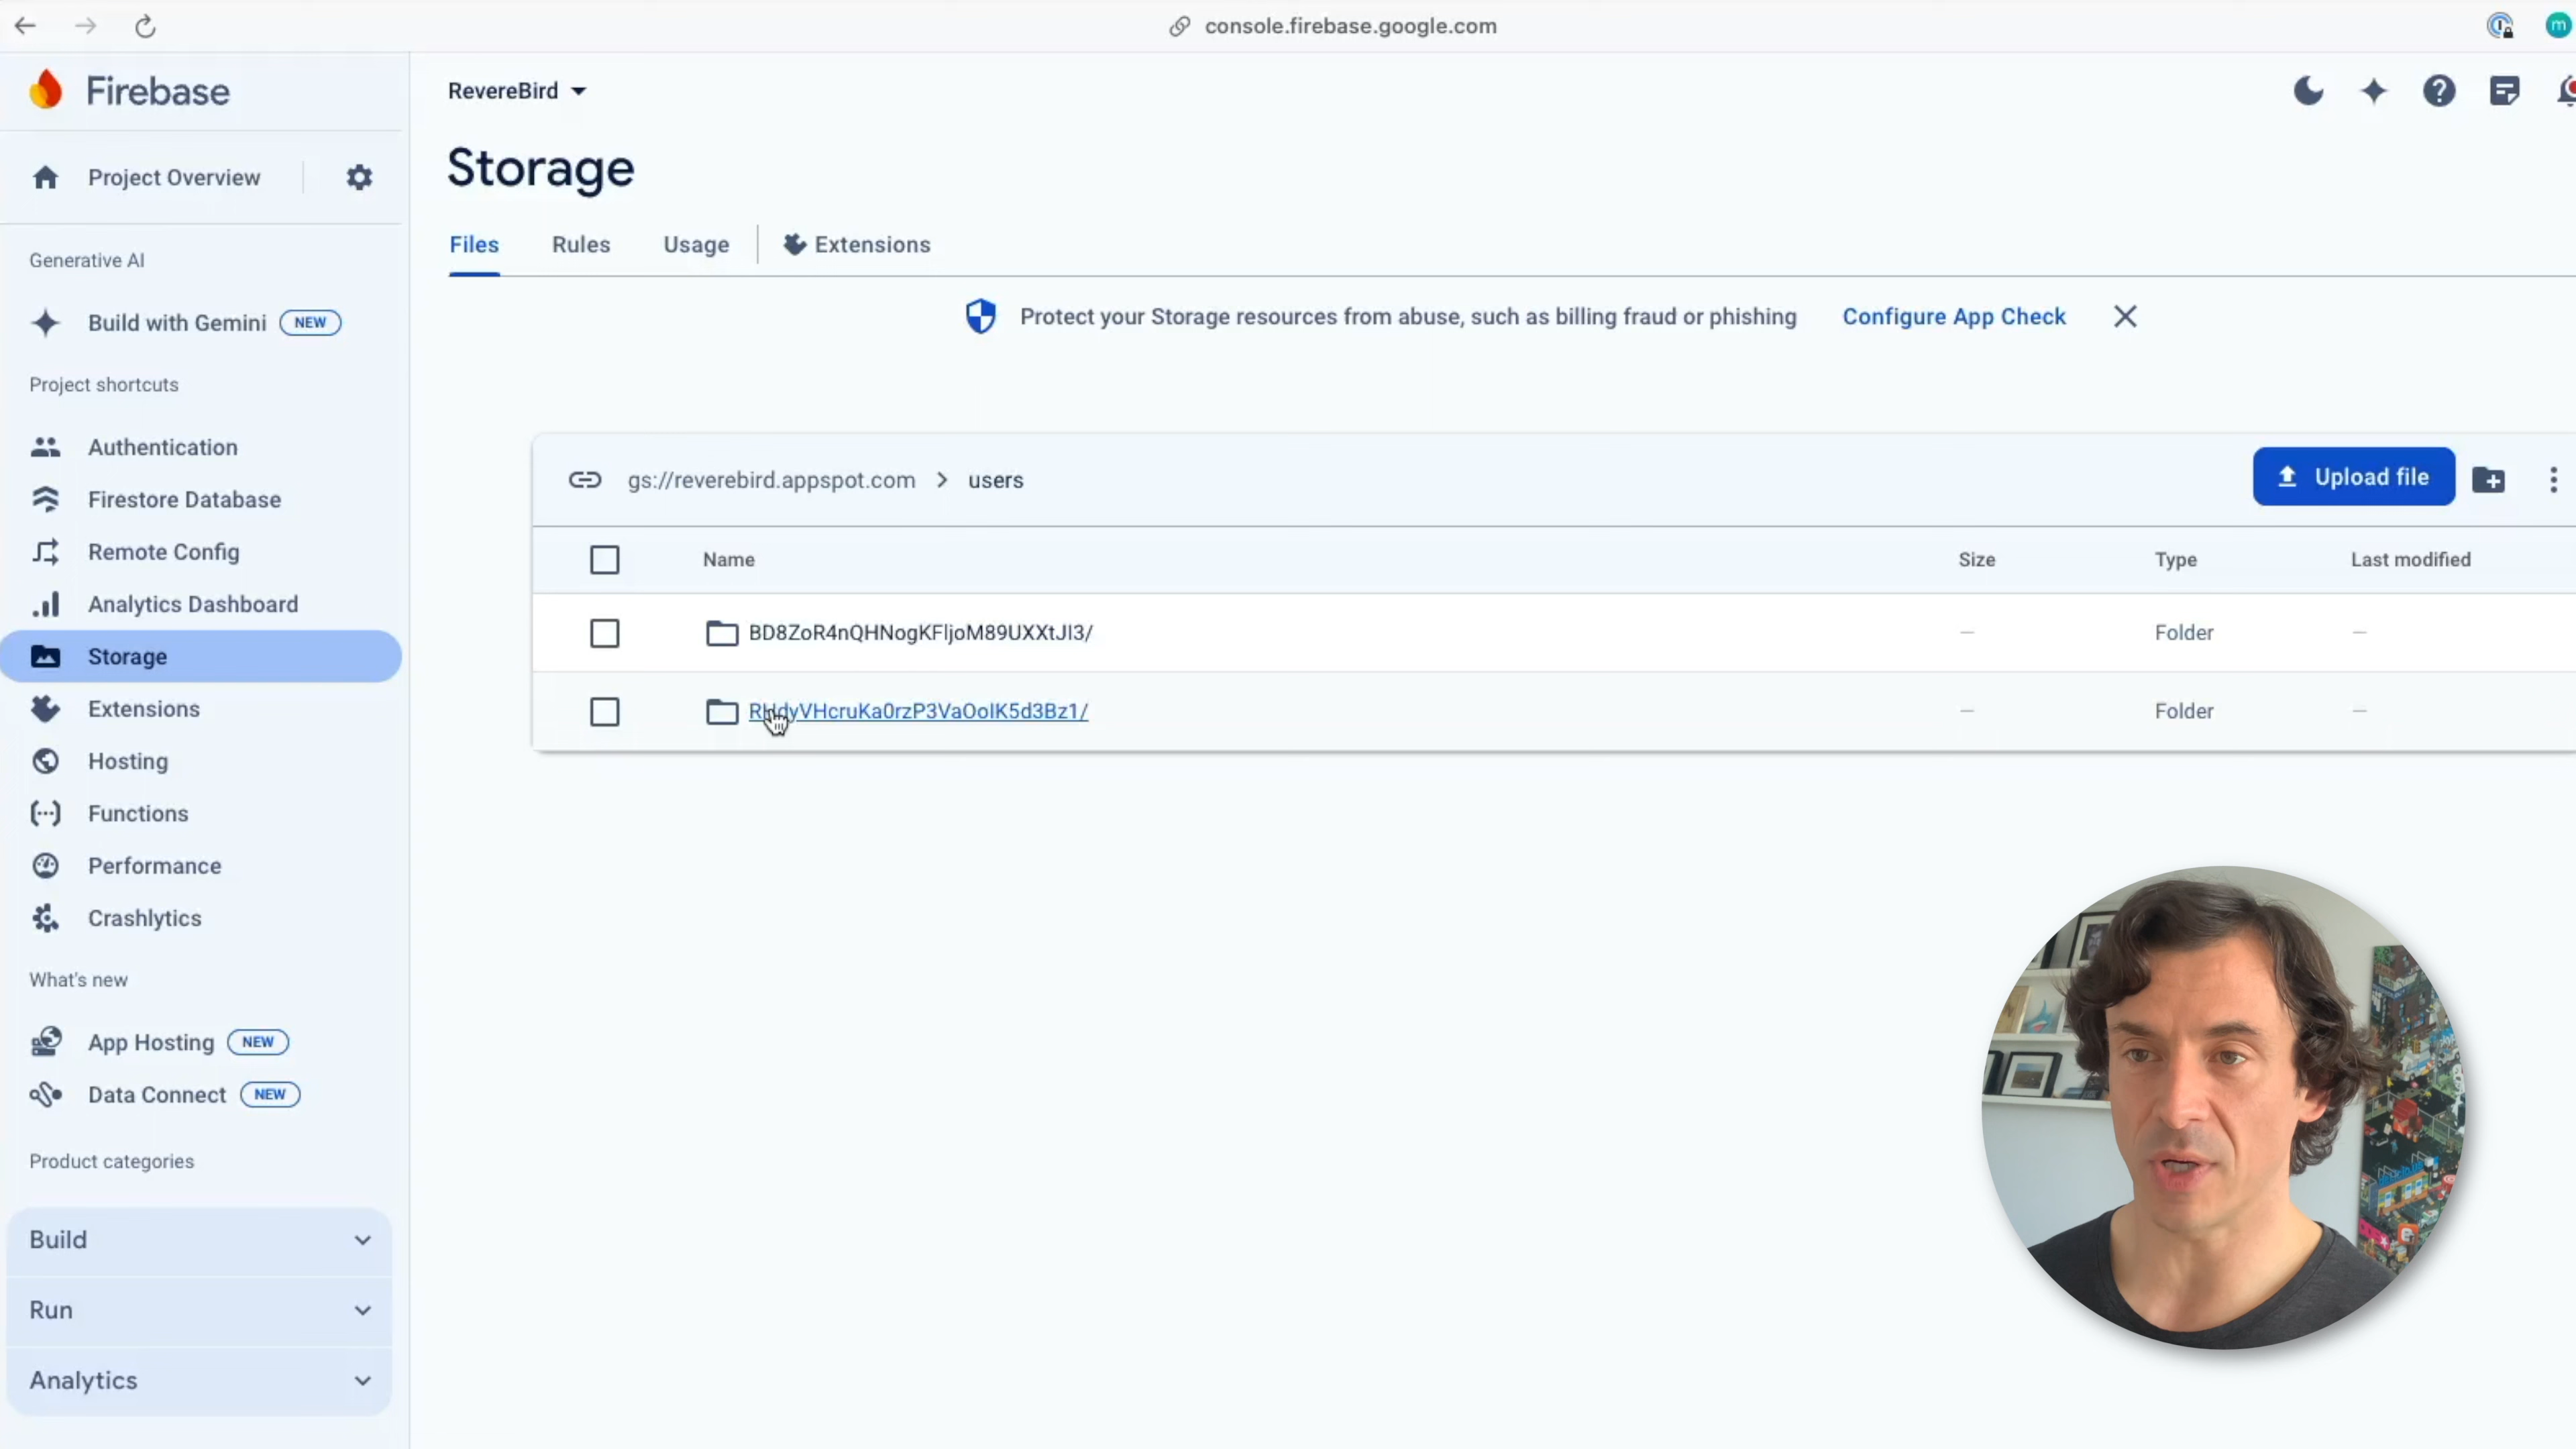 console.firebase.google.com
m
Firebase
RevereBird
Project Overview
Storage
Files
Rules
Usage
Extensions
Generative AI
Protect your Storage resources from abuse, such as billing fraud or phishing
Configure App Check
Build with Gemini NEW
Project shortcuts
Authentication
gs://reverebird.appspot.com > users
Upload file
Firestore Database
Remote Config
Name
Size
Type
Last modified
Analytics Dashboard
BD8ZoR4nQHNogKFljoM89UXXtJl3/
—
Folder
—
Storage
Extensions
—
Folder
—
Hosting
Functions
Performance
Crashlytics
What's new
App Hosting NEW
Data Connect NEW
Product categories
Build
Run
Analytics